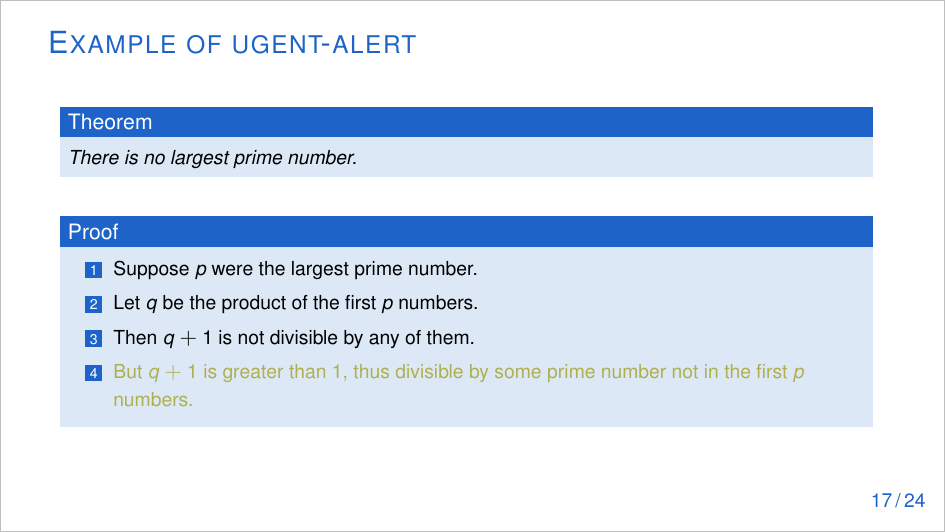 EXAMPLE OF UGENT-ALERT
Theorem
There is no largest prime number.
Proof
1 Suppose p were the largest prime number.
2 Let q be the product of the first p numbers.
3 Then q + 1 is not divisible by any of them.
4 But q + 1 is greater than 1, thus divisible by some prime number not in the first p
numbers.
17 / 24